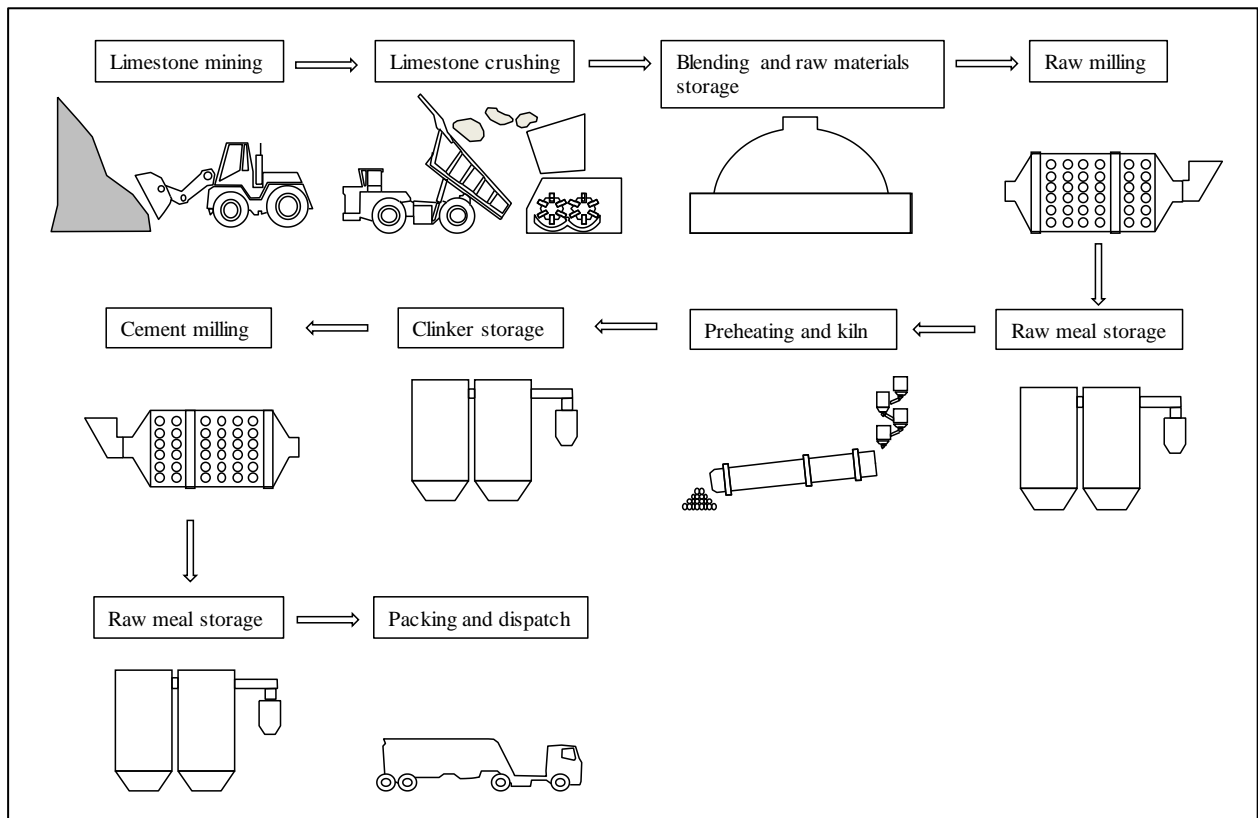 Limestone mining
Limestone crushing
Blending and raw materials
storage
Raw milling
Cement milling
Clinker storage
Preheating and kiln
Raw meal storage
Raw meal storage
Packing and dispatch